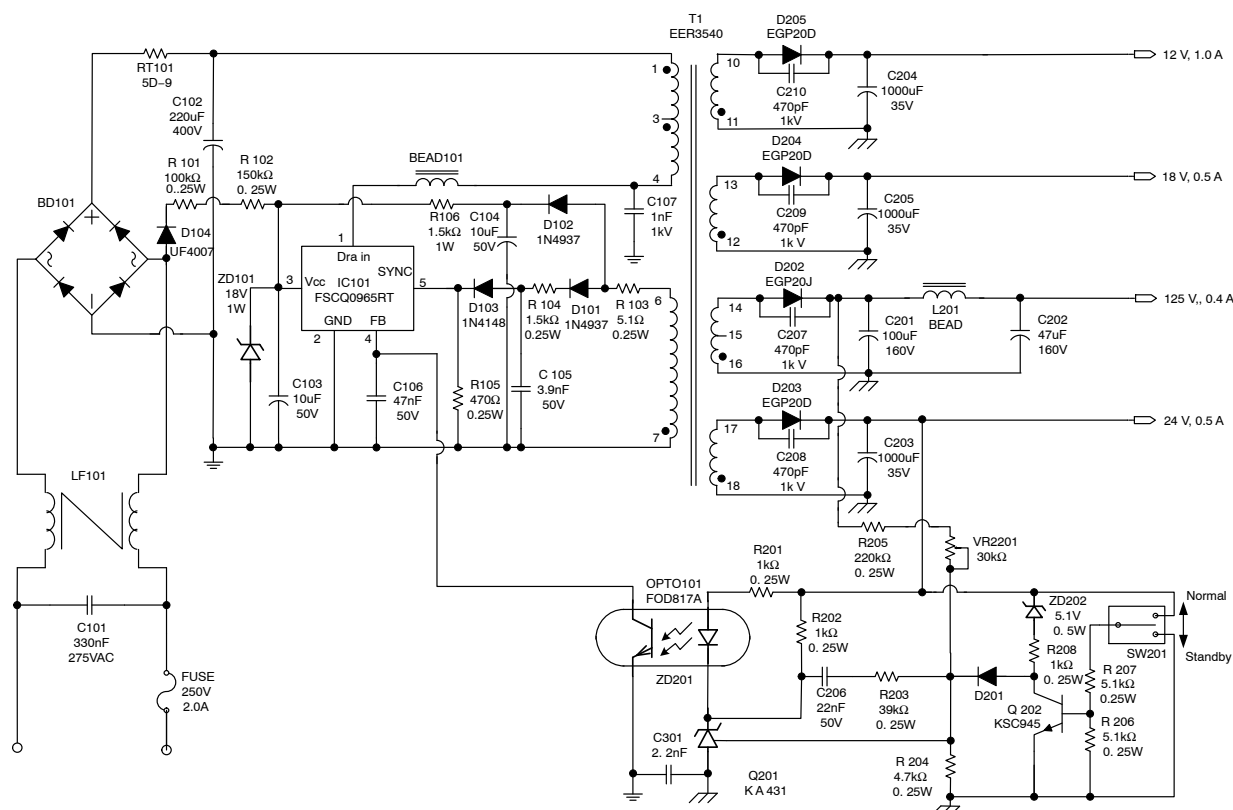 T1
EER3540
RT101
5D-9
C102
220uF
400V
R 101
100kΩ
0..25W
R 102
150kΩ
0. 25W
BD101
D104
UF4007
BEAD101
1
3
4
R106
1.5kΩ
1W
C104
10uF
50V
D102
1N4937
C107
1nF
1kV
1
Dra in
SYNC
3
Vcc
IC101
FSCQ0965RT
5
GND
FB
2
4
ZD101
18V
1W
D103
1N4148
R 104
1.5kΩ
0.25W
D101
1N4937
R 103
5.1Ω
0.25W
6
7
C103
10uF
50V
C106
47nF
50V
R105
470Ω
0.25W
C 105
3.9nF
50V
LF101
C101
330nF
275VAC
FUSE
250V
2.0A
D205
EGP20D
10
11
C210
470pF
1kV
C204
1000uF
35V
12 V, 1.0 A
D204
EGP20D
13
12
C209
470pF
1k V
C205
1000uF
35V
18 V, 0.5 A
D202
EGP20J
14
15
16
C207
470pF
1k V
C201
100uF
160V
L201
BEAD
C202
47uF
160V
125 V,, 0.4 A
D203
EGP20D
17
18
C208
470pF
1k V
C203
1000uF
35V
24 V, 0.5 A
R205
220kΩ
0. 25W
VR2201
30kΩ
OPTO101
FOD817A
R201
1kΩ
0. 25W
R202
1kΩ
0. 25W
ZD201
C206
22nF
50V
R203
39kΩ
0. 25W
D201
ZD202
5.1V
0. 5W
R208
1kΩ
0. 25W
SW201
Normal
Standby
R 207
5.1kΩ
0.25W
R 206
5.1kΩ
0. 25W
Q 202
KSC945
C301
2. 2nF
Q201
K A 431
R 204
4.7kΩ
0. 25W